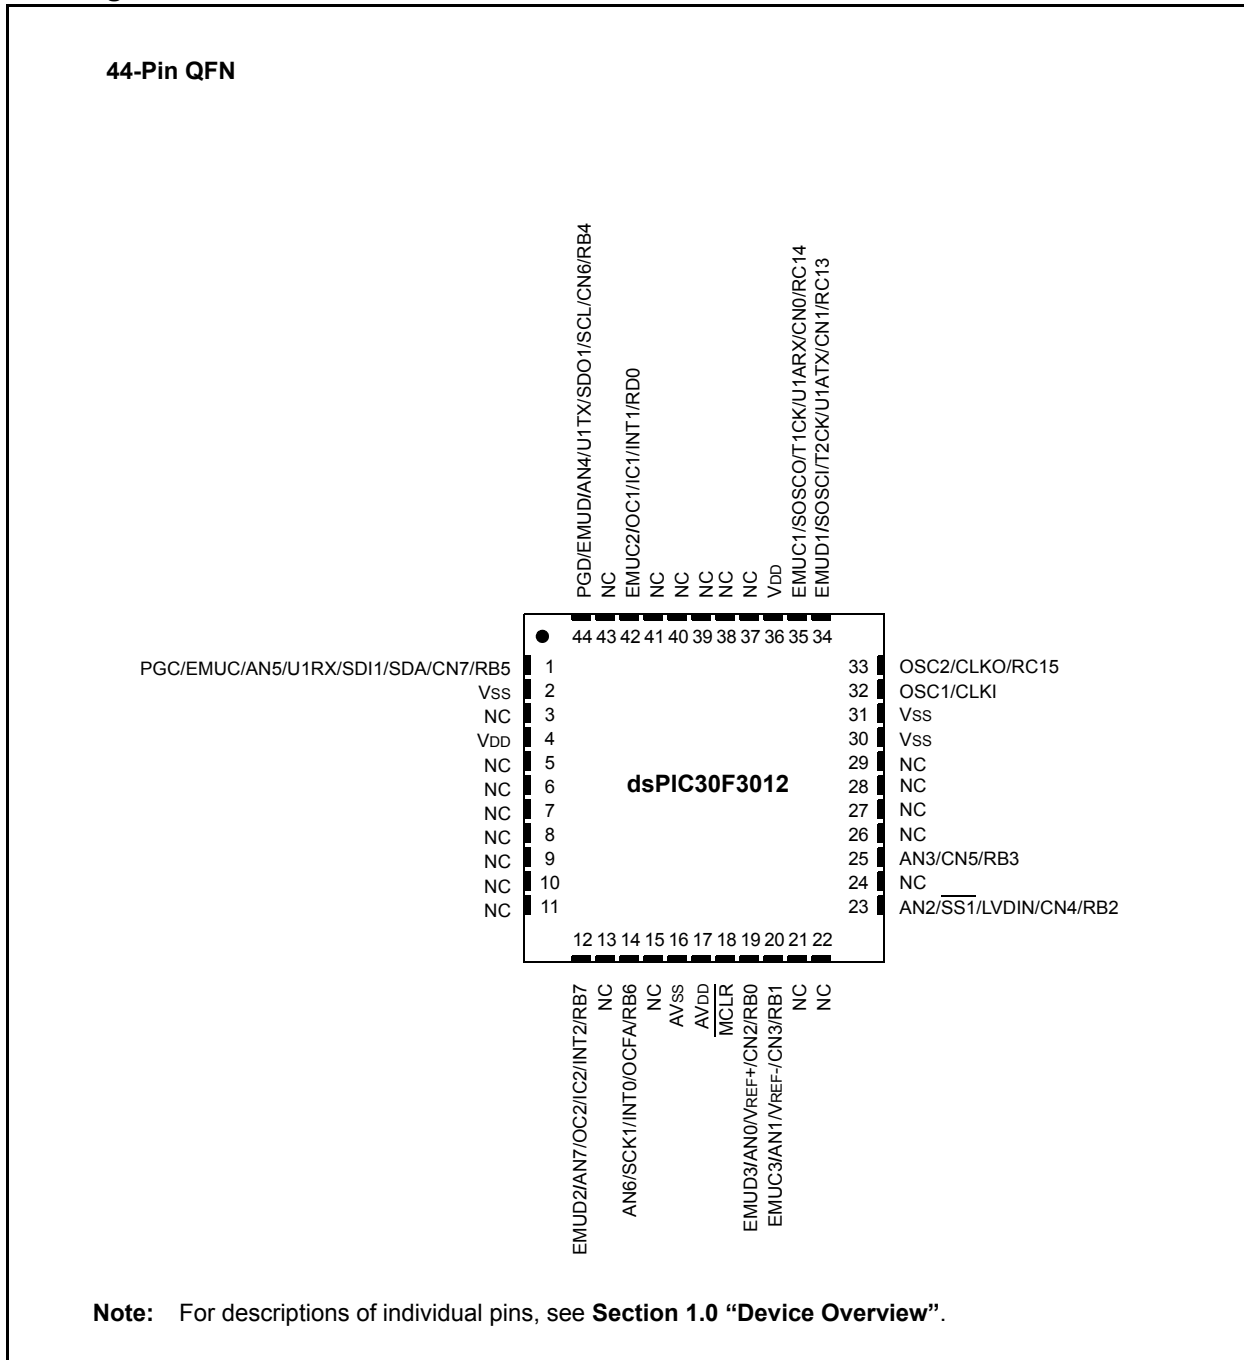 44-Pin QFN
PGD/EMUD/AN4/U1TX/SDO1/SCL/CN6/RB4
NC
EMUC2/OC1/IC1/INT1/RD0
NC
NC
NC
NC
NC
VDD
EMUC1/SOSCO/T1CK/U1ARX/CN0/RC14
EMUD1/SOSCI/T2CK/U1ATX/CN1/RC13
44 43 42 41 40 39 38 37 36 35 34
PGC/EMUC/AN5/U1RX/SDI1/SDA/CN7/RB5 1
VSS 2
NC 3
VDD 4
NC 5
NC 6
NC 7
NC 8
NC 9
NC 10
NC 11
dsPIC30F3012
33 OSC2/CLKO/RC15
32 OSC1/CLKI
31 VSS
30 VSS
29 NC
28 NC
27 NC
26 NC
25 AN3/CN5/RB3
24 NC
23 AN2/SS1/LVDIN/CN4/RB2
12 13 14 15 16 17 18 19 20 21 22
EMUD2/AN7/OC2/IC2/INT2/RB7
NC
AN6/SCK1/INT0/OCFA/RB6
NC
AVSS
AVDD
MCLR
EMUD3/AN0/VREF+/CN2/RB0
EMUC3/AN1/VREF-/CN3/RB1
NC
NC
Note: For descriptions of individual pins, see Section 1.0 “Device Overview”.